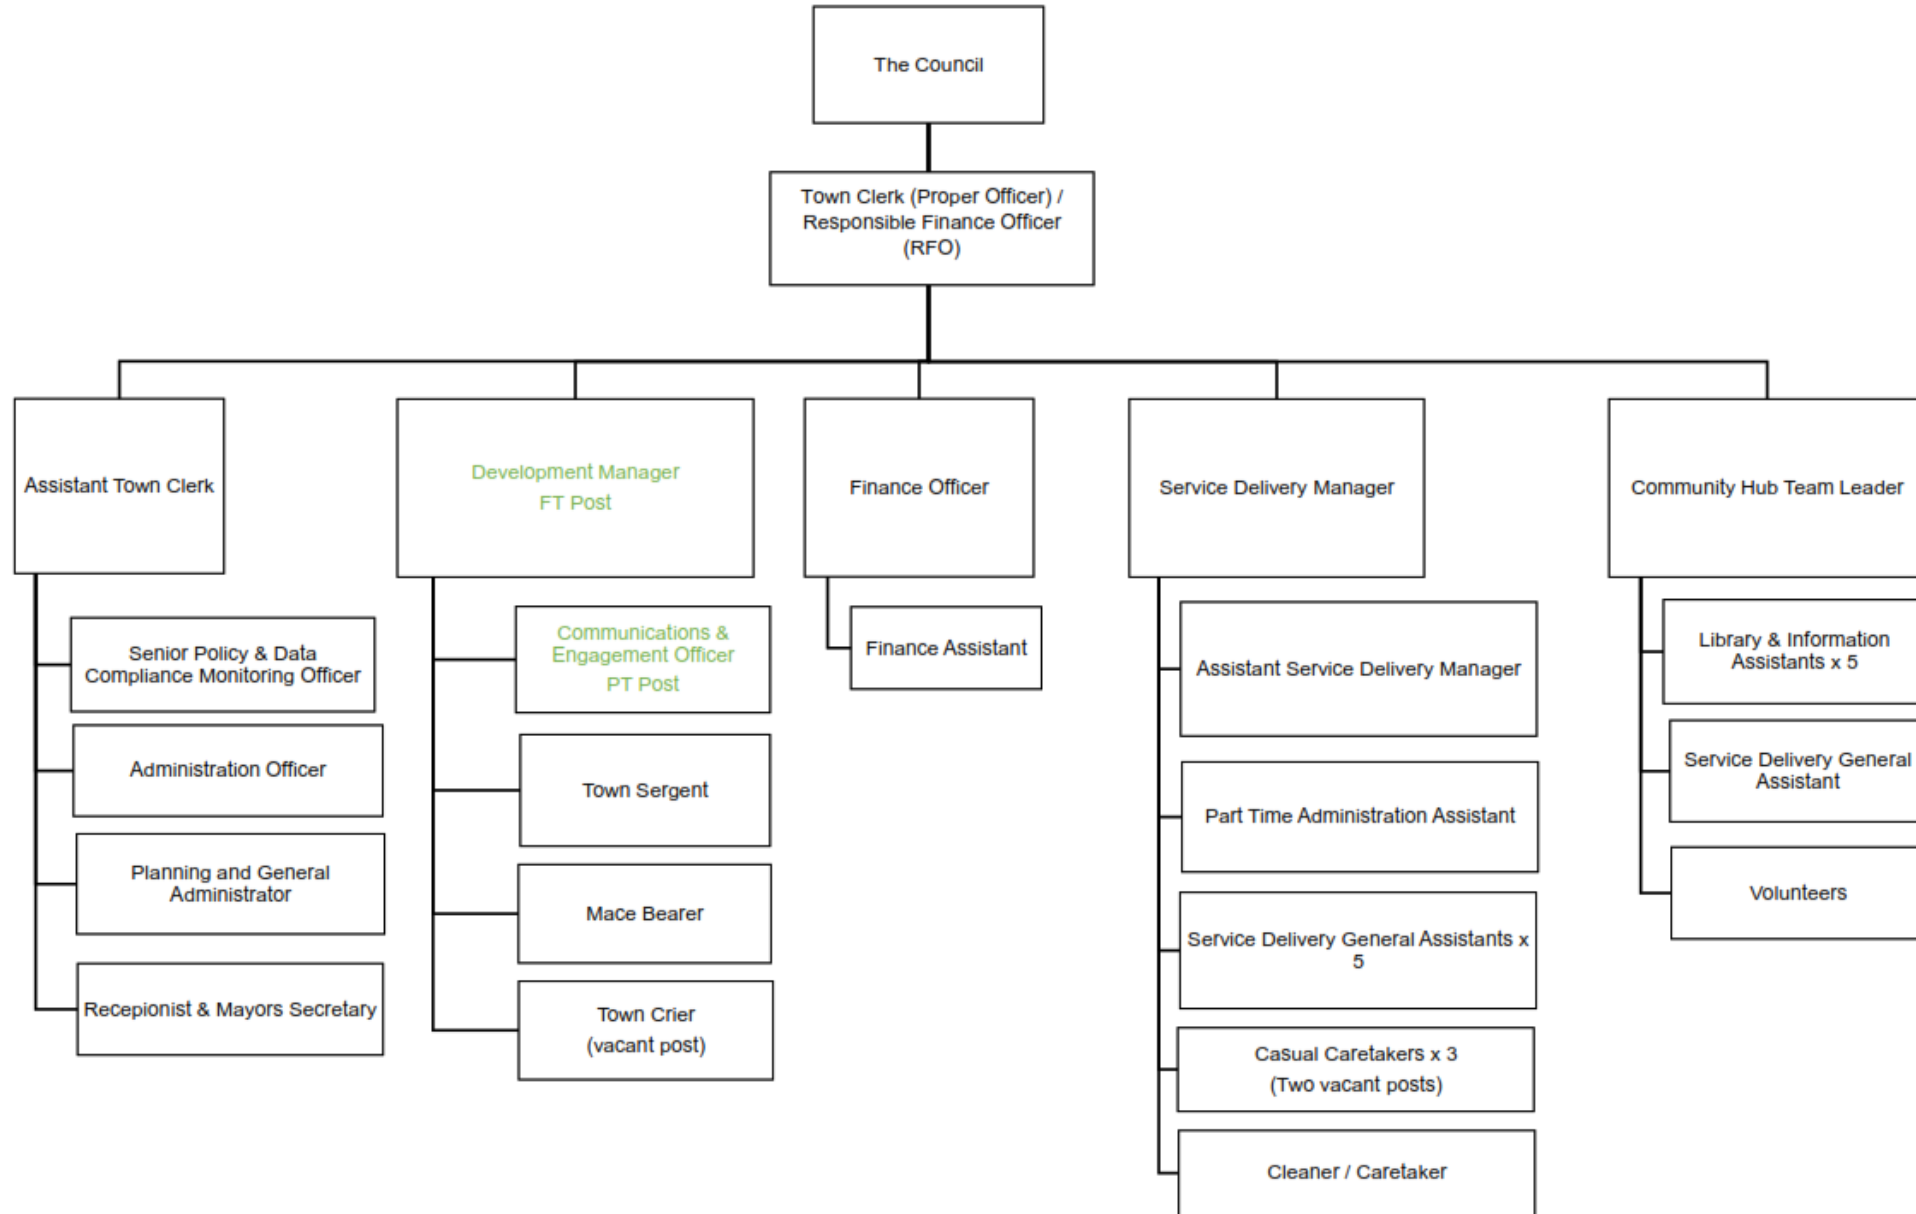 The Council
Town Clerk (Proper Officer) /
Responsible Finance Officer
(RFO)
Assistant Town Clerk
Development Manager
FT Post
Finance Officer
Service Delivery Manager
Community Hub Team Leader
Senior Policy & Data
Compliance Monitoring Officer
Administration Officer
Planning and General
Administrator
Recepionist & Mayors Secretary
Communications &
Engagement Officer
PT Post
Town Sergent
Mace Bearer
Town Crier
(vacant post)
Finance Assistant
Assistant Service Delivery Manager
Part Time Administration Assistant
Service Delivery General Assistants x
5
Casual Caretakers x 3
(Two vacant posts)
Cleaner / Caretaker
Library & Information
Assistants x 5
Service Delivery General
Assistant
Volunteers